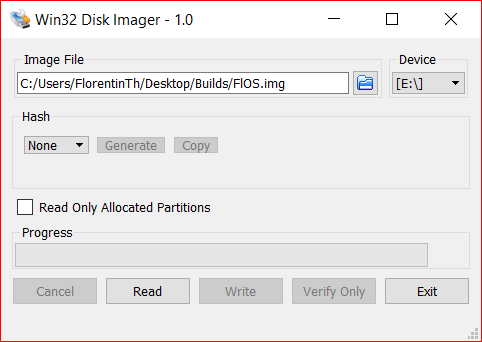 Win32 Disk Imager - 1.0
Image File
Device
C:/Users/FlorentinTh/Desktop/Builds/FlOS.img
[E:\]
Hash
None
Generate
Copy
Read Only Allocated Partitions
Progress
Cancel
Read
Write
Verify Only
Exit